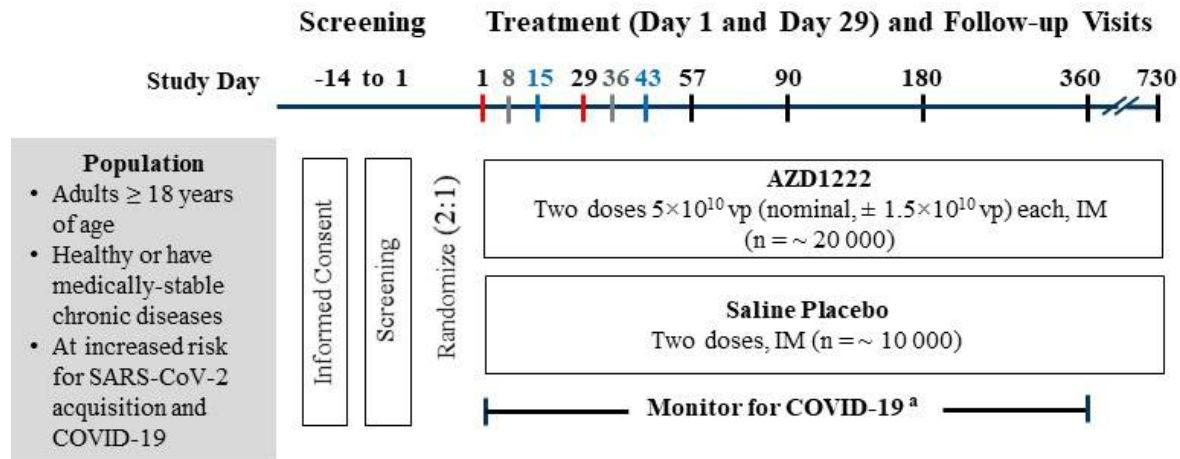 Screening
Treatment (Day 1 and Day 29) and Follow-up Visits
Study Day
-14 to 1
1 8 15 29 36 43 57 90 180 360 730
Population
• Adults ≥ 18 years
of age
• Healthy or have
medically-stable
chronic diseases
• At increased risk
for SARS-CoV-2
acquisition and
COVID-19
Informed Consent
Screening
Randomize (2:1)
AZD1222
Two doses 5×10¹⁰ vp (nominal, ± 1.5×10¹⁰ vp) each, IM
(n = ~ 20 000)
Saline Placebo
Two doses, IM (n = ~ 10 000)
Monitor for COVID-19 ᵃ